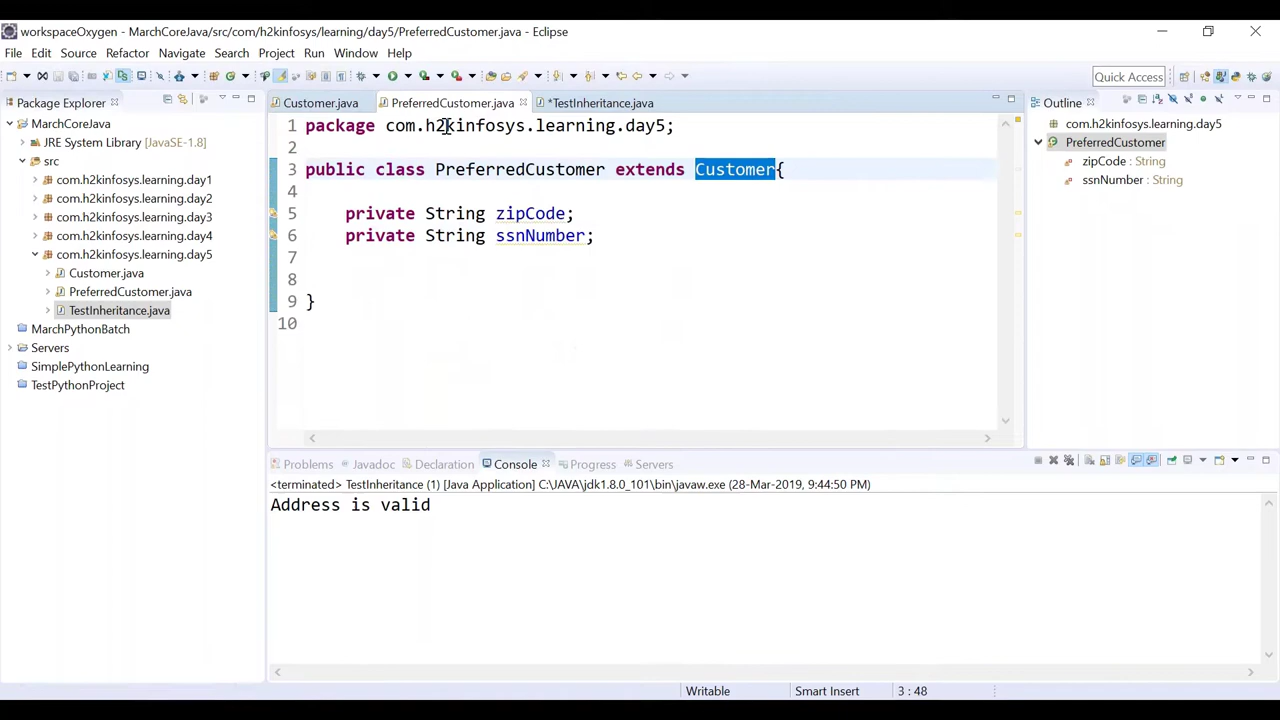 workspaceOxygen - MarchCoreJava/src/com/h2kinfosys/learning/day5/PreferredCustomer.java - Eclipse
File Edit Source Refactor Navigate Search Project Run Window Help
Quick Access
Package Explorer
MarchCoreJava
JRE System Library [JavaSE-1.8]
src
com.h2kinfosys.learning.day1
com.h2kinfosys.learning.day2
com.h2kinfosys.learning.day3
com.h2kinfosys.learning.day4
com.h2kinfosys.learning.day5
Customer.java
PreferredCustomer.java
TestInheritance.java
MarchPythonBatch
Servers
SimplePythonLearning
TestPythonProject
Customer.java PreferredCustomer.java *TestInheritance.java
1 package com.h2kinfosys.learning.day5;
2
3 public class PreferredCustomer extends Customer{
4
5 private String zipCode;
6 private String ssnNumber;
7
8
9 }
10
Outline
com.h2kinfosys.learning.day5
PreferredCustomer
zipCode : String
ssnNumber : String
Problems Javadoc Declaration Console Progress Servers
<terminated> TestInheritance (1) [Java Application] C:\JAVA\jdk1.8.0_101\bin\javaw.exe (28-Mar-2019, 9:44:50 PM)
Address is valid
Writable Smart Insert 3 : 48